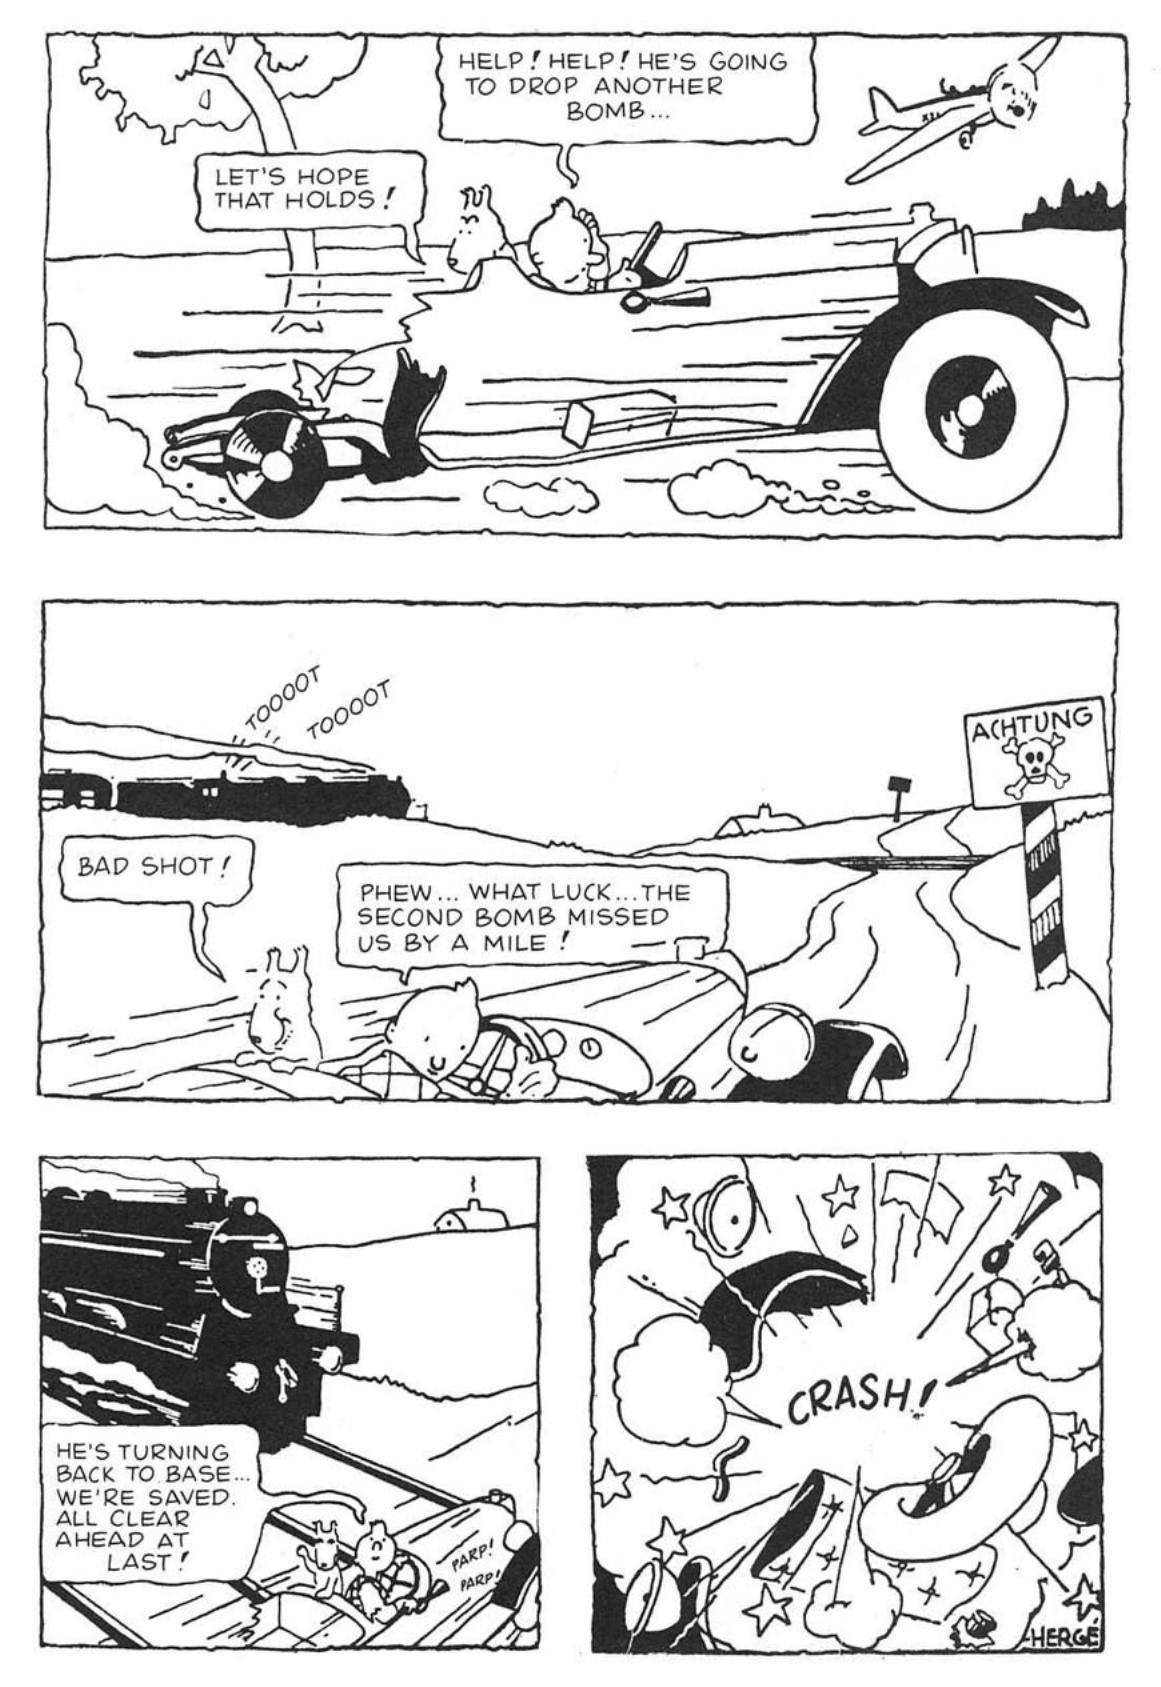 HELP! HELP! HE'S GOING
TO DROP ANOTHER
BOMB...
LET'S HOPE
THAT HOLDS!
TOOOOT
TOOOOT
ACHTUNG
BAD SHOT!
PHEW... WHAT LUCK...THE
SECOND BOMB MISSED
US BY A MILE!
HE'S TURNING
BACK TO BASE...
WE'RE SAVED.
ALL CLEAR
AHEAD AT
LAST!
PARP!
PARP!
CRASH!
HERGÉ